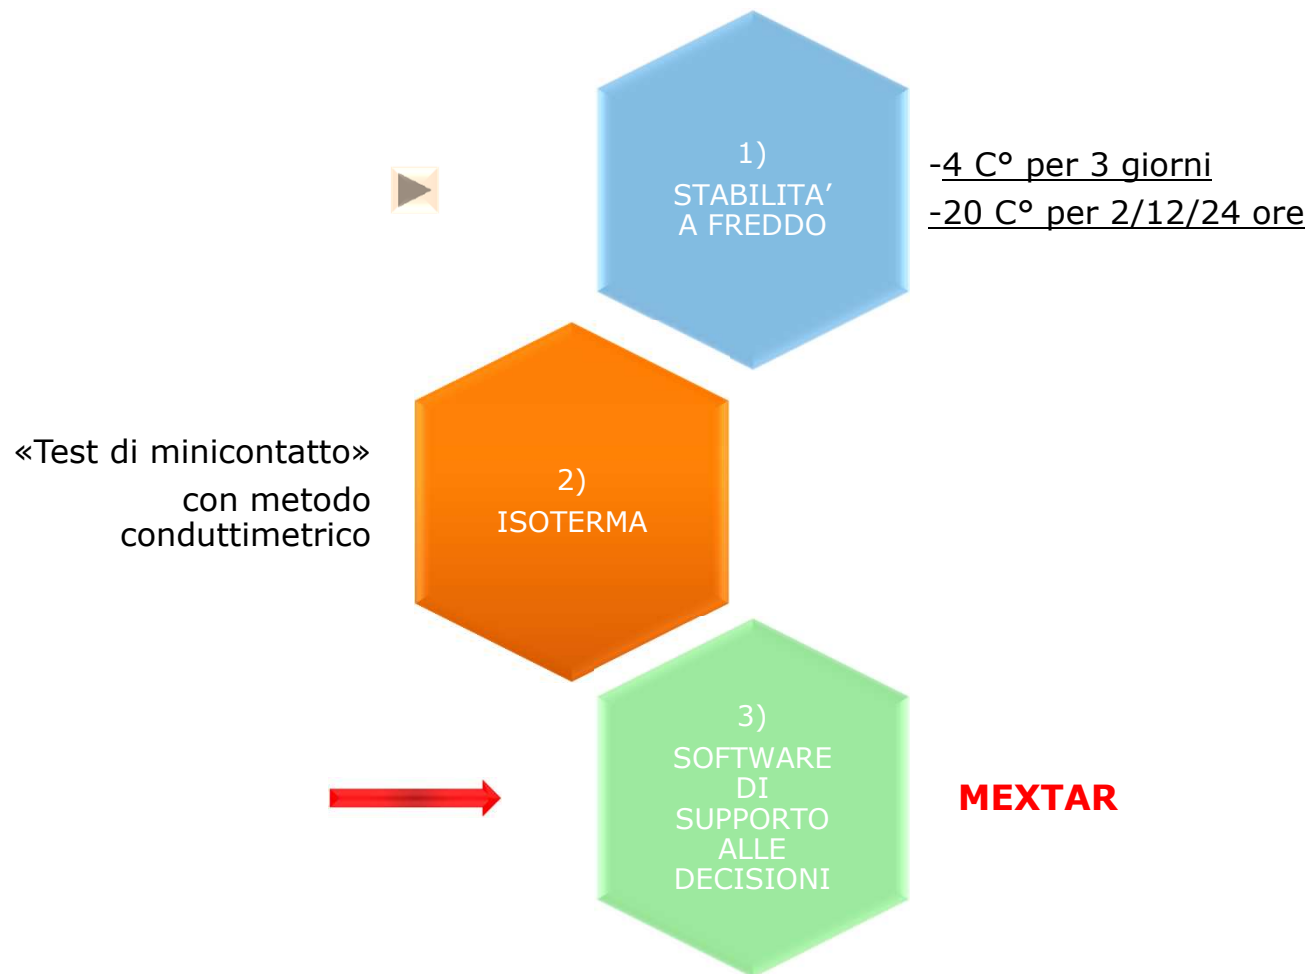 1)
STABILITA’
A FREDDO
-4 C° per 3 giorni
-20 C° per 2/12/24 ore
«Test di minicontatto»
con metodo
conduttimetrico
2)
ISOTERMA
3)
SOFTWARE
DI
SUPPORTO
ALLE
DECISIONI
MEXTAR